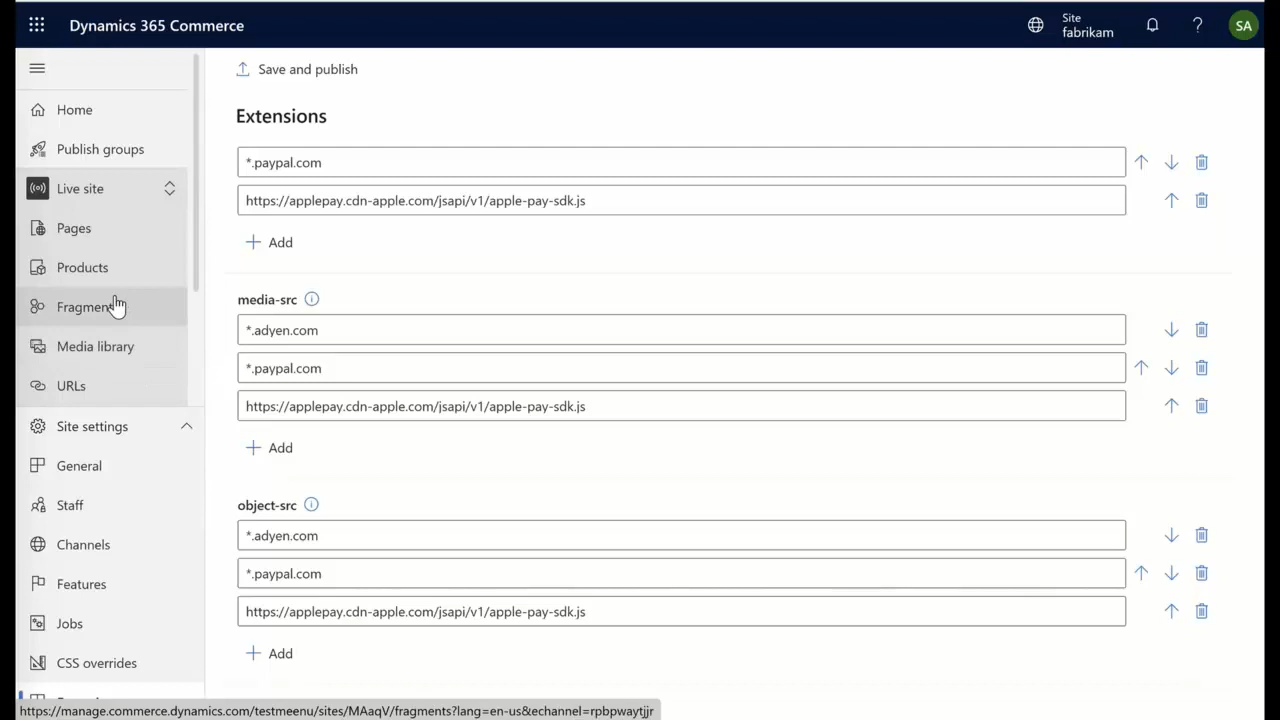 Dynamics 365 Commerce
Site
fabrikam
?
SA
Save and publish
Home
Publish groups
Live site
Pages
Products
Fragment
Media library
URLs
Site settings
General
Staff
Channels
Features
Jobs
CSS overrides
Extensions
*.paypal.com
https://applepay.cdn-apple.com/jsapi/v1/apple-pay-sdk.js
Add
media-src
*.adyen.com
*.paypal.com
https://applepay.cdn-apple.com/jsapi/v1/apple-pay-sdk.js
Add
object-src
*.adyen.com
*.paypal.com
https://applepay.cdn-apple.com/jsapi/v1/apple-pay-sdk.js
Add
https://manage.commerce.dynamics.com/testmeenu/sites/MAaqV/fragments?lang=en-us&echannel=rpbpwaytjjr